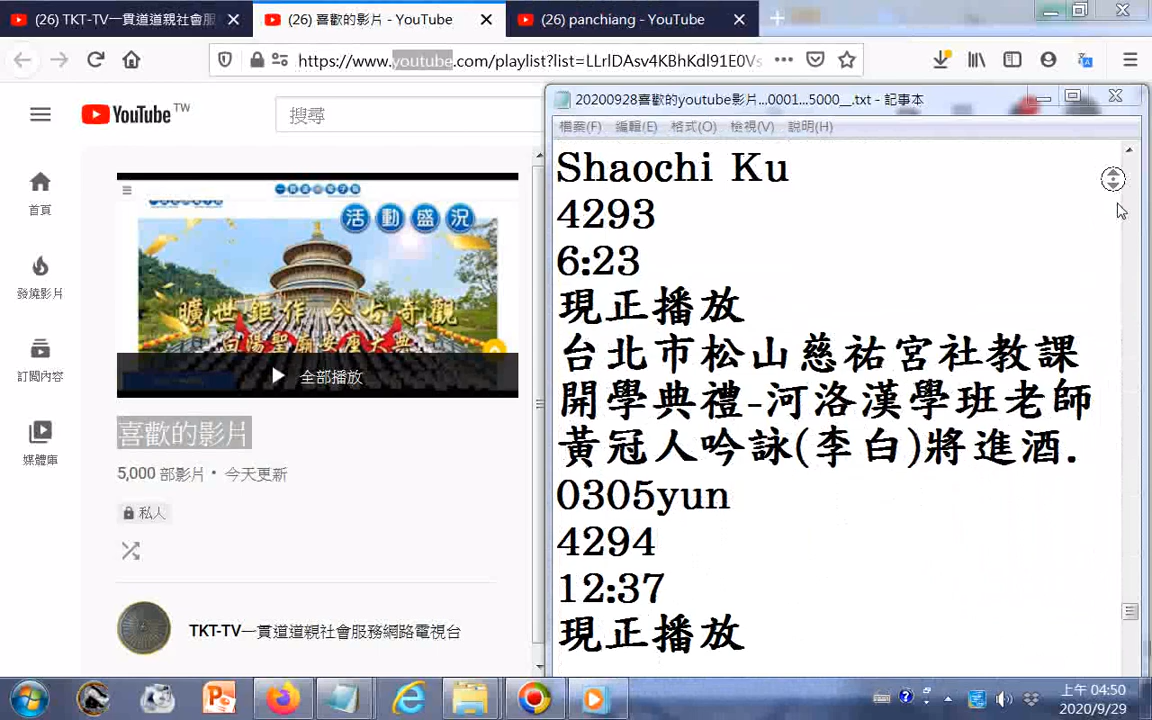 (26) TKT-TV一貫道道親社會服
(26) 喜歡的影片 - YouTube
(26) panchiang - YouTube
https://www.youtube.com/playlist?list=LLrlDAsv4KBhKdl91E0Vs
YouTube TW
搜尋
首頁
發燒影片
訂閱內容
媒體庫
活動盛況
曠世鉅作 今古奇觀
白陽聖廟安座大典
全部播放
喜歡的影片
5,000 部影片・今天更新
私人
TKT-TV一貫道道親社會服務網路電視台
20200928喜歡的youtube影片...0001...5000__.txt - 記事本
檔案(F) 編輯(E) 格式(O) 檢視(V) 說明(H)
Shaochi Ku
4293
6:23
現正播放
台北市松山慈祐宮社教課
開學典禮-河洛漢學班老師
黃冠人吟詠(李白)將進酒.
0305yun
4294
12:37
現正播放
上午 04:50
2020/9/29